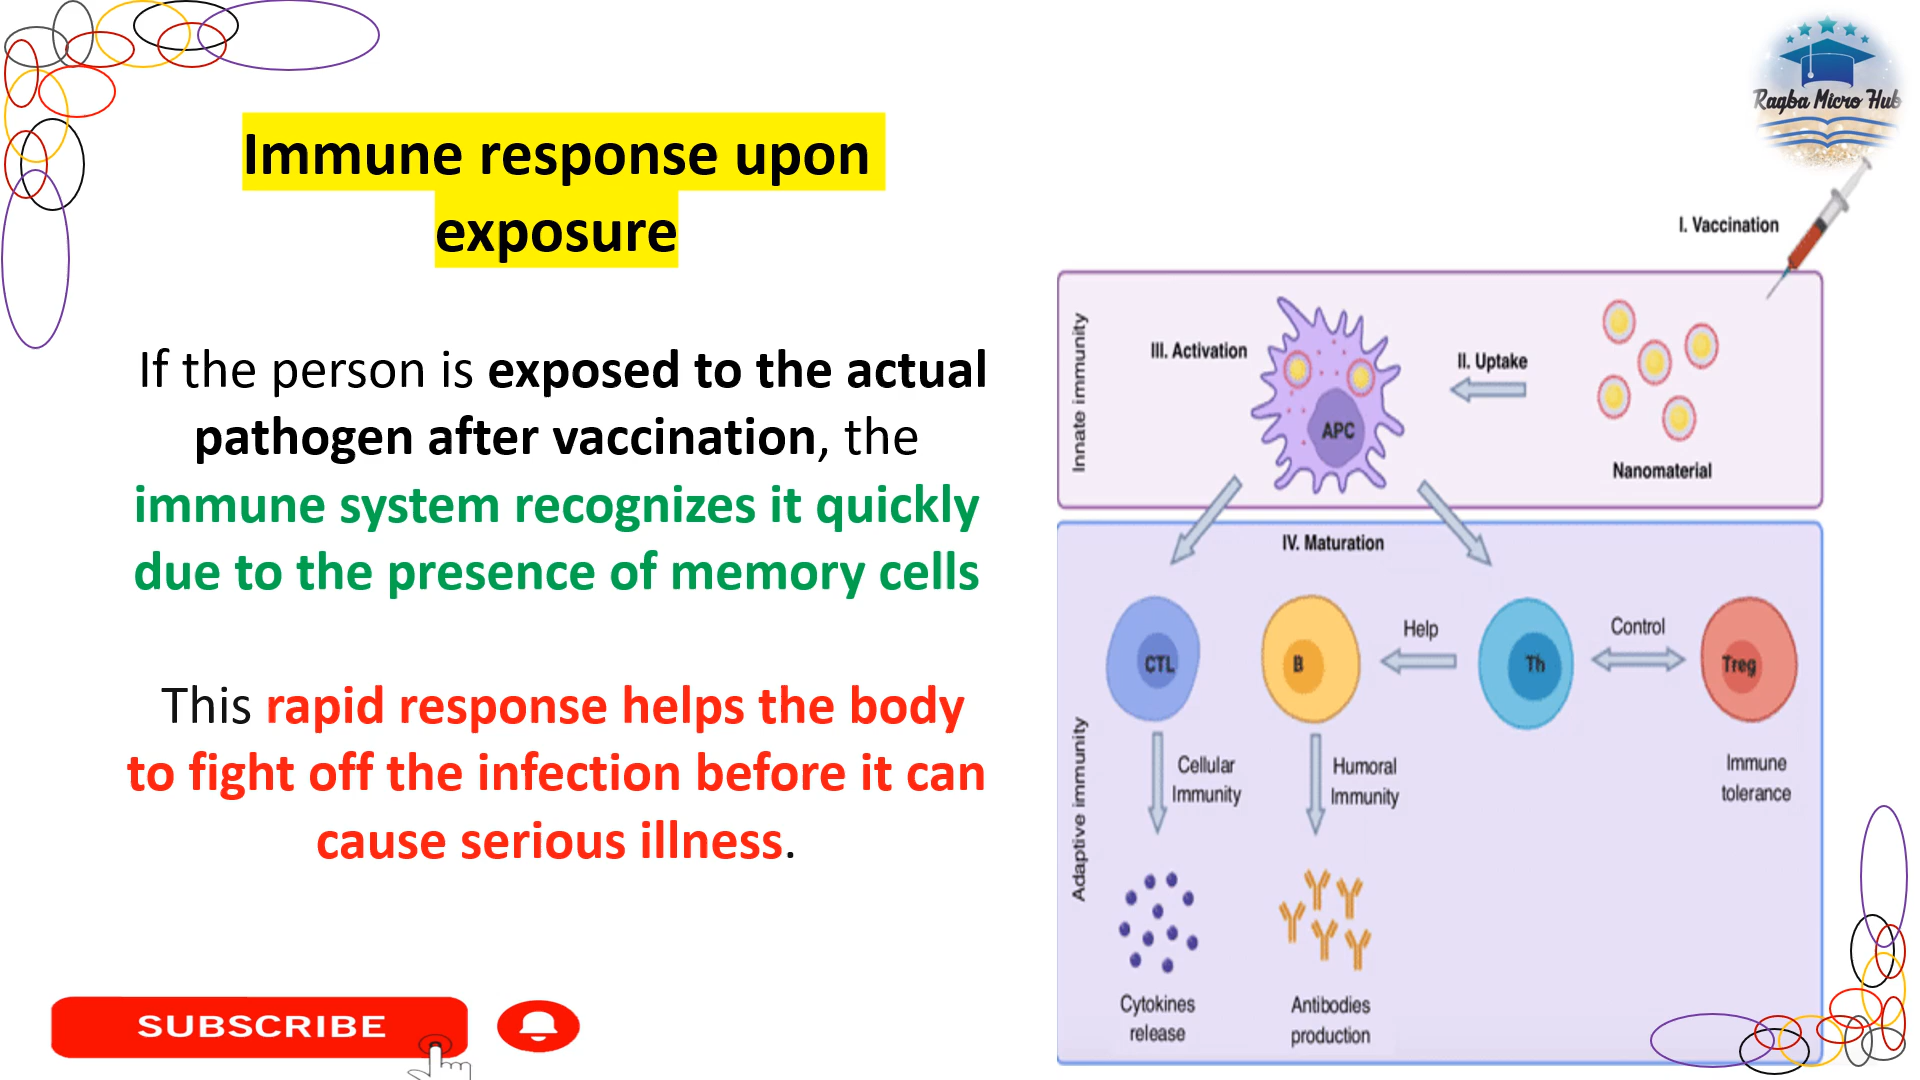 Ragba Micro Hub
Immune response upon
exposure
If the person is exposed to the actual
pathogen after vaccination, the
immune system recognizes it quickly
due to the presence of memory cells
This rapid response helps the body
to fight off the infection before it can
cause serious illness.
SUBSCRIBE
I. Vaccination
Innate immunity
III. Activation
II. Uptake
APC
Nanomaterial
IV. Maturation
Adaptive immunity
CTL
B
Help
Th
Control
Treg
Cellular
Immunity
Humoral
Immunity
Immune
tolerance
Cytokines
release
Antibodies
production